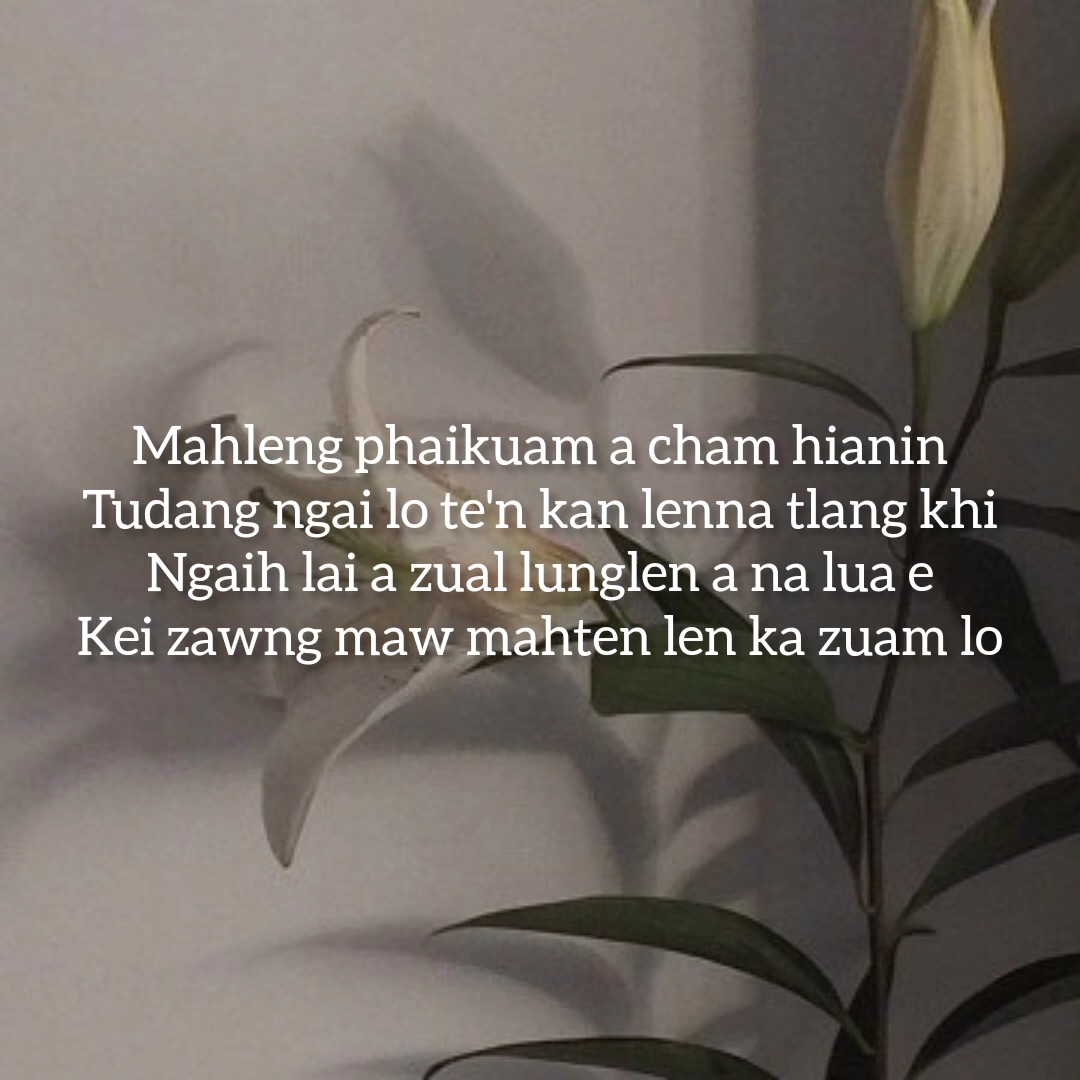 Mahleng phaikuam a cham hianin
Tudang ngai lo te'n kan lenna tlang khi
Ngaih lai a zual lunglen a na lua e
Kei zawng maw mahten len ka zuam lo